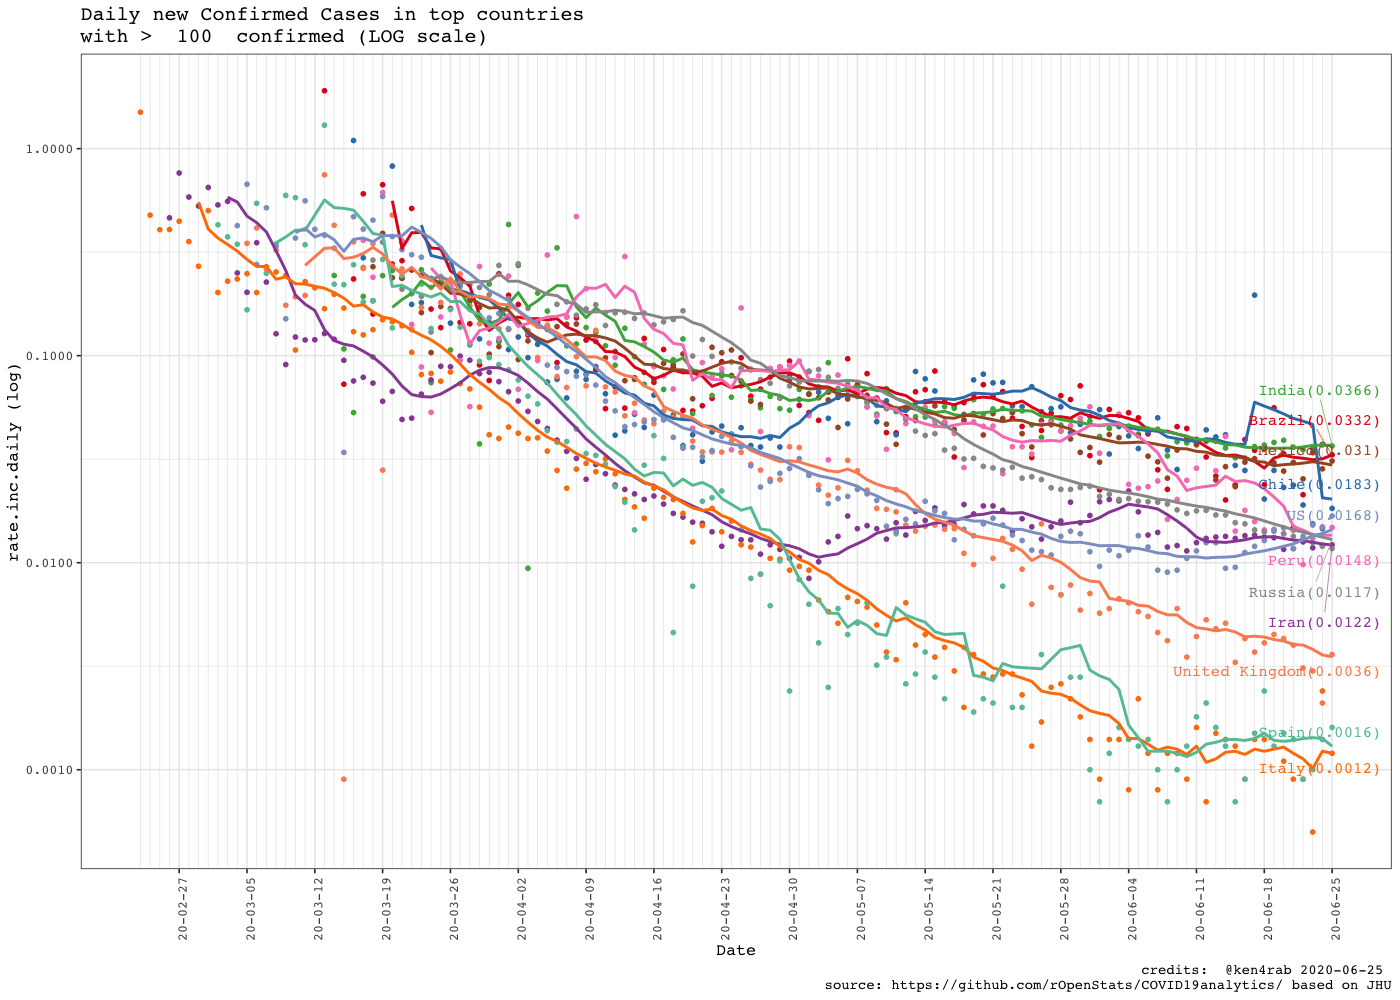 Daily new Confirmed Cases in top countries
with >  100  confirmed (LOG scale)
rate.inc.daily (log)
1.0000
0.1000
0.0100
0.0010
India(0.0366)
Brazil(0.0332)
Mexico(0.031)
Chile(0.0183)
US(0.0168)
Peru(0.0148)
Russia(0.0117)
Iran(0.0122)
United Kingdom(0.0036)
Spain(0.0016)
Italy(0.0012)
20-02-27
20-03-05
20-03-12
20-03-19
20-03-26
20-04-02
20-04-09
20-04-16
20-04-23
20-04-30
20-05-07
20-05-14
20-05-21
20-05-28
20-06-04
20-06-11
20-06-18
20-06-25
Date
credits:  @ken4rab 2020-06-25
source: https://github.com/rOpenStats/COVID19analytics/ based on JHU